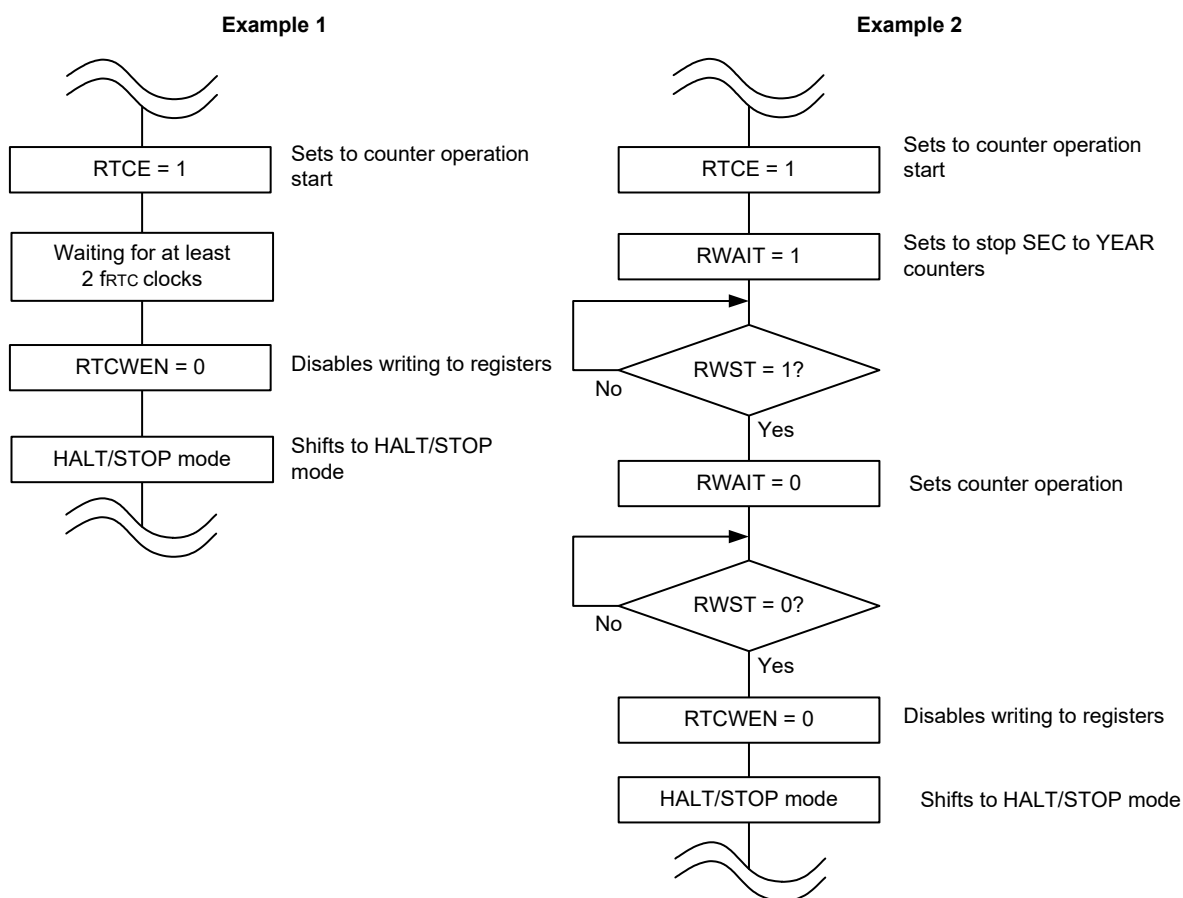 Example 1
RTCE = 1
Sets to counter operation
start
Waiting for at least
2 fRTC clocks
RTCWEN = 0
Disables writing to registers
HALT/STOP mode
Shifts to HALT/STOP
mode
Example 2
RTCE = 1
Sets to counter operation
start
RWAIT = 1
Sets to stop SEC to YEAR
counters
RWST = 1?
No
Yes
RWAIT = 0
Sets counter operation
RWST = 0?
No
Yes
RTCWEN = 0
Disables writing to registers
HALT/STOP mode
Shifts to HALT/STOP mode